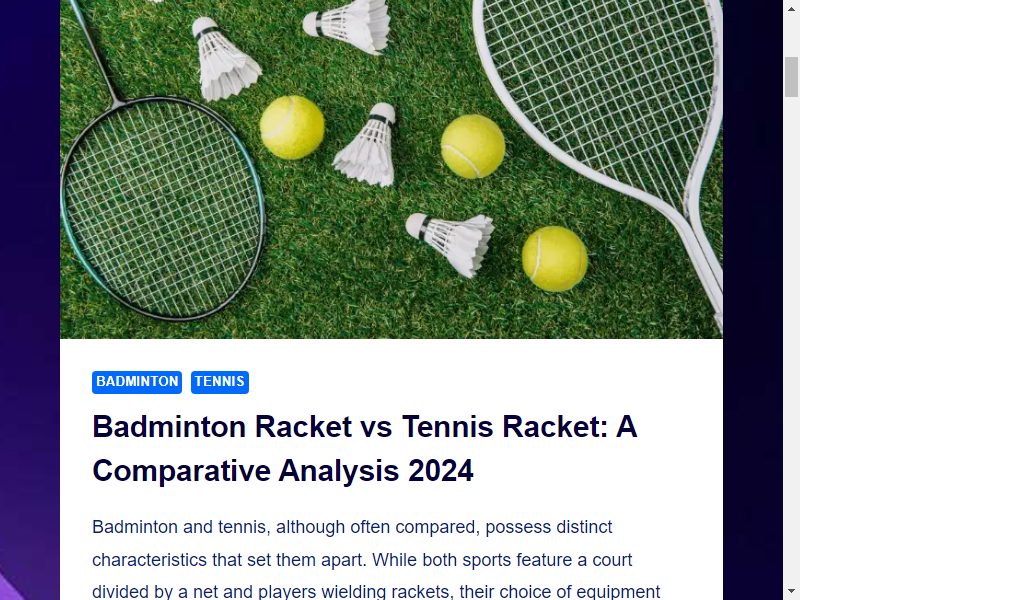 BADMINTON TENNIS
Badminton Racket vs Tennis Racket: A
Comparative Analysis 2024
Badminton and tennis, although often compared, possess distinct
characteristics that set them apart. While both sports feature a court
divided by a net and players wielding rackets, their choice of equipment